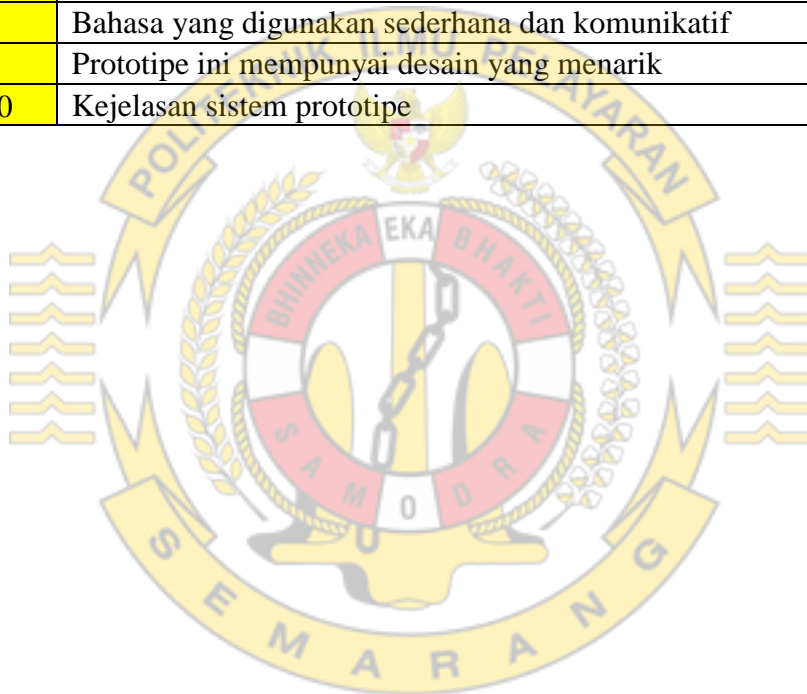 Bahasa yang digunakan sederhana dan komunikatif
Prototipe ini mempunyai desain yang menarik
0 Kejelasan sistem prototipe
POLITEKNIK ILMU PELAYARAN
BHINNEKA EKA BHAKTI
SAMODRA
SEMARANG